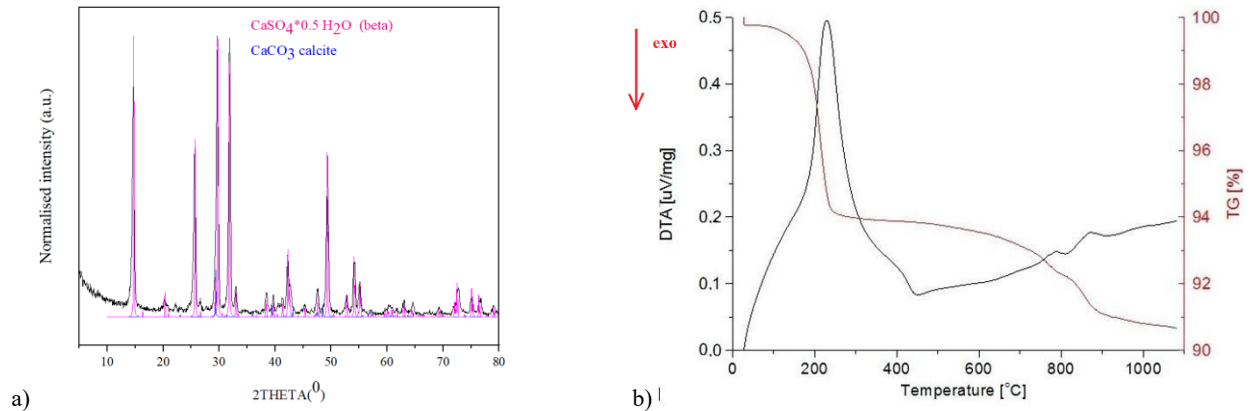 CaSO4*0.5 H2O (beta)
CaCO3 calcite
Normalised intensity (a.u.)
10 20 30 40 50 60 70 80
2THETA(0)
a)
exo
0.5
0.4
0.3
0.2
0.1
0.0
DTA [uV/mg]
100
98
96
94
92
90
TG [%]
0 200 400 600 800 1000
Temperature [°C]
b)